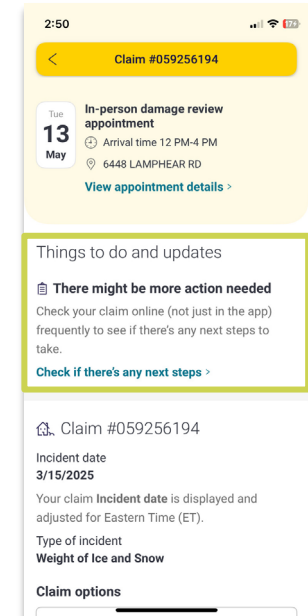 2:50
Claim #059256194
Tue
13
May
In-person damage review
appointment
Arrival time 12 PM-4 PM
6448 LAMPHEAR RD
View appointment details >
Things to do and updates
There might be more action needed
Check your claim online (not just in the app)
frequently to see if there's any next steps to
take.
Check if there's any next steps >
Claim #059256194
Incident date
3/15/2025
Your claim Incident date is displayed and
adjusted for Eastern Time (ET).
Type of incident
Weight of Ice and Snow
Claim options